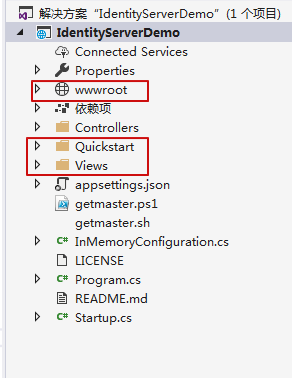 解决方案"IdentityServerDemo"(1 个项目)
IdentityServerDemo
Connected Services
Properties
wwwroot
依赖项
Controllers
Quickstart
Views
appsettings.json
getmaster.ps1
getmaster.sh
C# InMemoryConfiguration.cs
LICENSE
C# Program.cs
README.md
C# Startup.cs